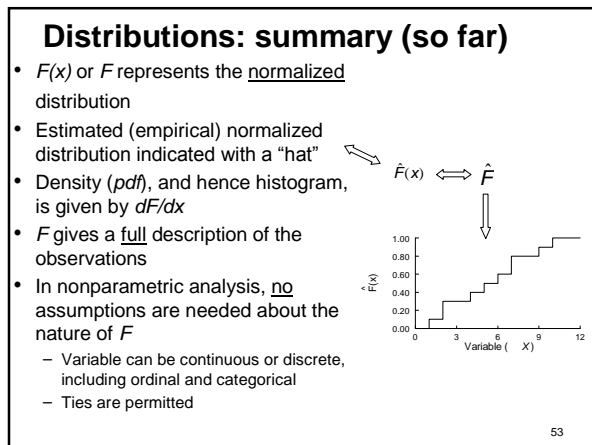 Distributions: summary (so far)
• F(x) or F represents the normalized
distribution
• Estimated (empirical) normalized
distribution indicated with a “hat”
• Density (pdf), and hence histogram,
is given by dF/dx
• F gives a full description of the
observations
• In nonparametric analysis, no
assumptions are needed about the
nature of F
– Variable can be continuous or discrete,
including ordinal and categorical
– Ties are permitted
F̂(x) ⇔ F̂
1.00
0.80
0.60
0.40
0.20
0.00
F̂(x)
0 3 6 9 12
Variable ( X)
53